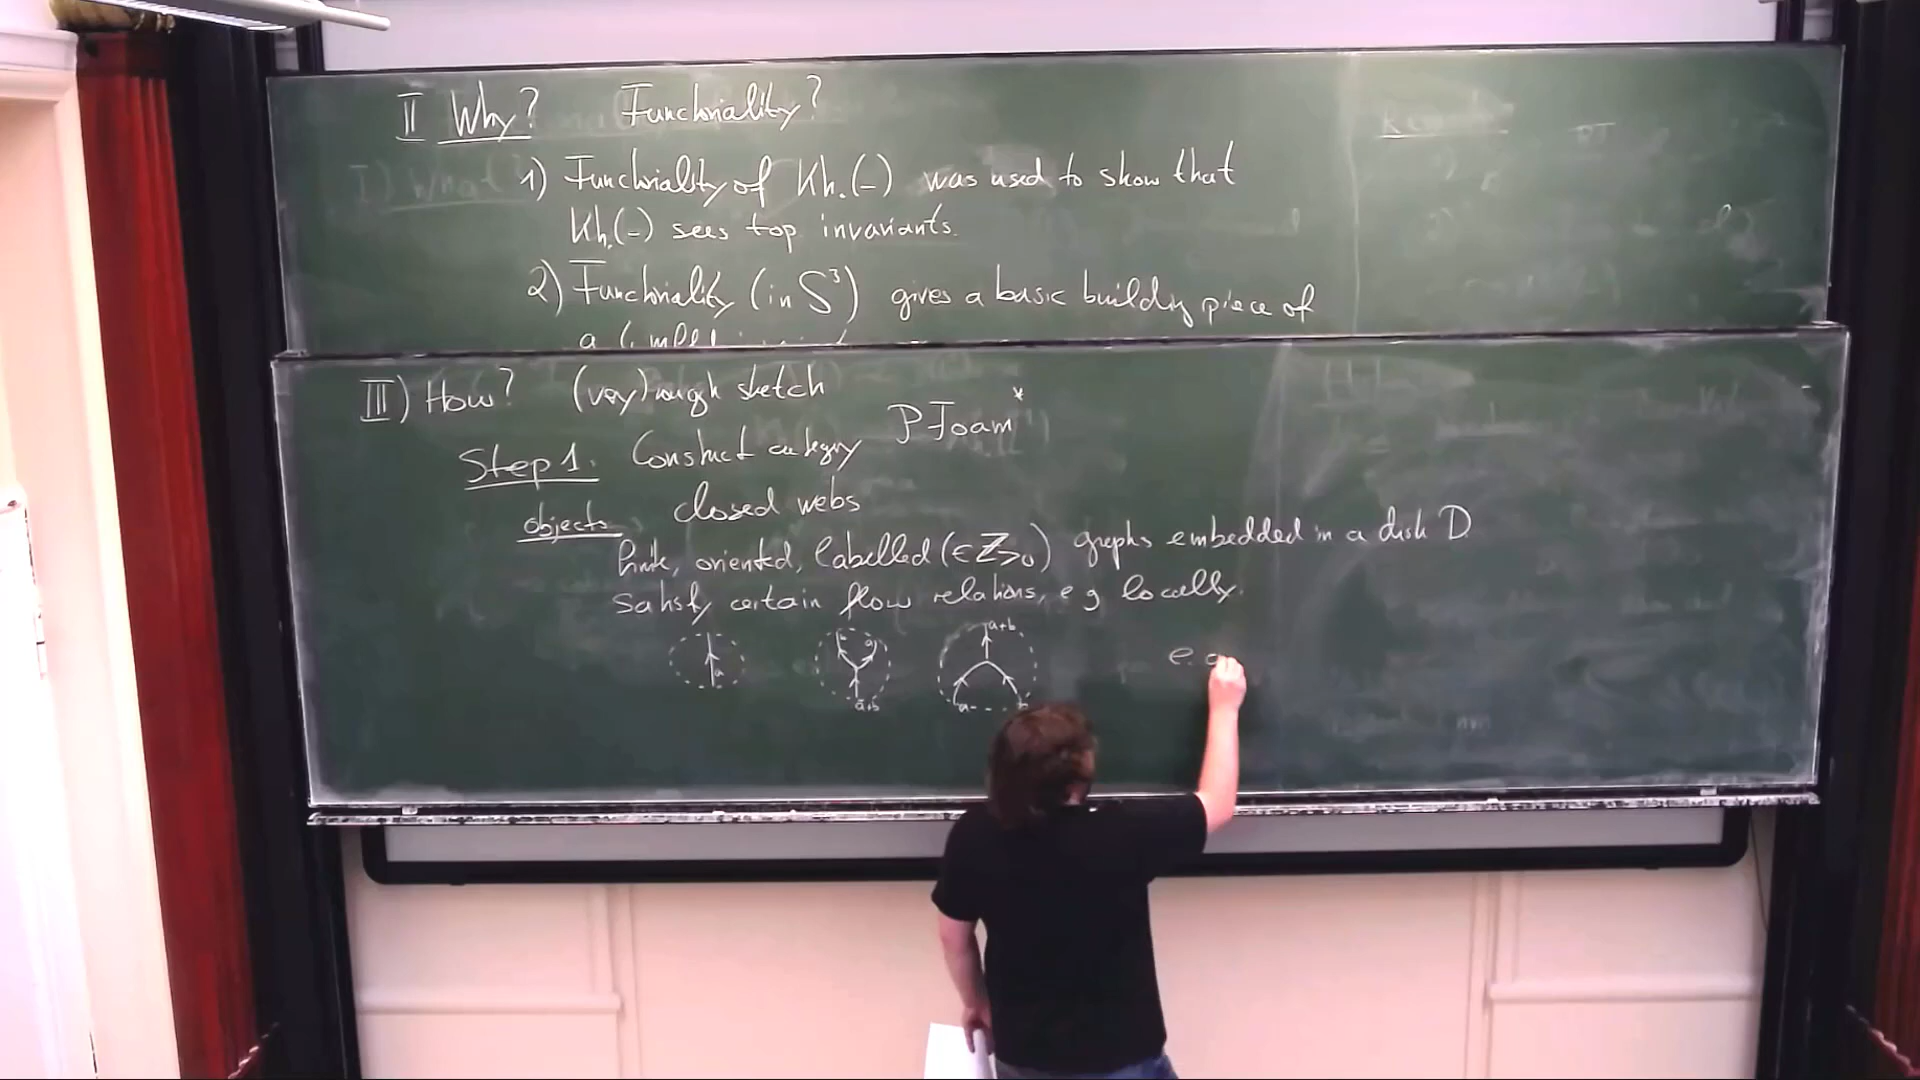 II Why? Functoriality?
1) Functoriality of Kh.(-) was used to show that
Kh.(-) sees top invariants.
2) Functoriality (in S³) gives a basic building piece of
III) How? (very) rough sketch
Step 1. Construct category PFoam*
objects closed webs
finite, oriented, labelled (∈ℤ>0) graphs embedded in a disk D
Satisfy certain flow relations, eg locally.
a
b a a+b
a+b a b
e.g